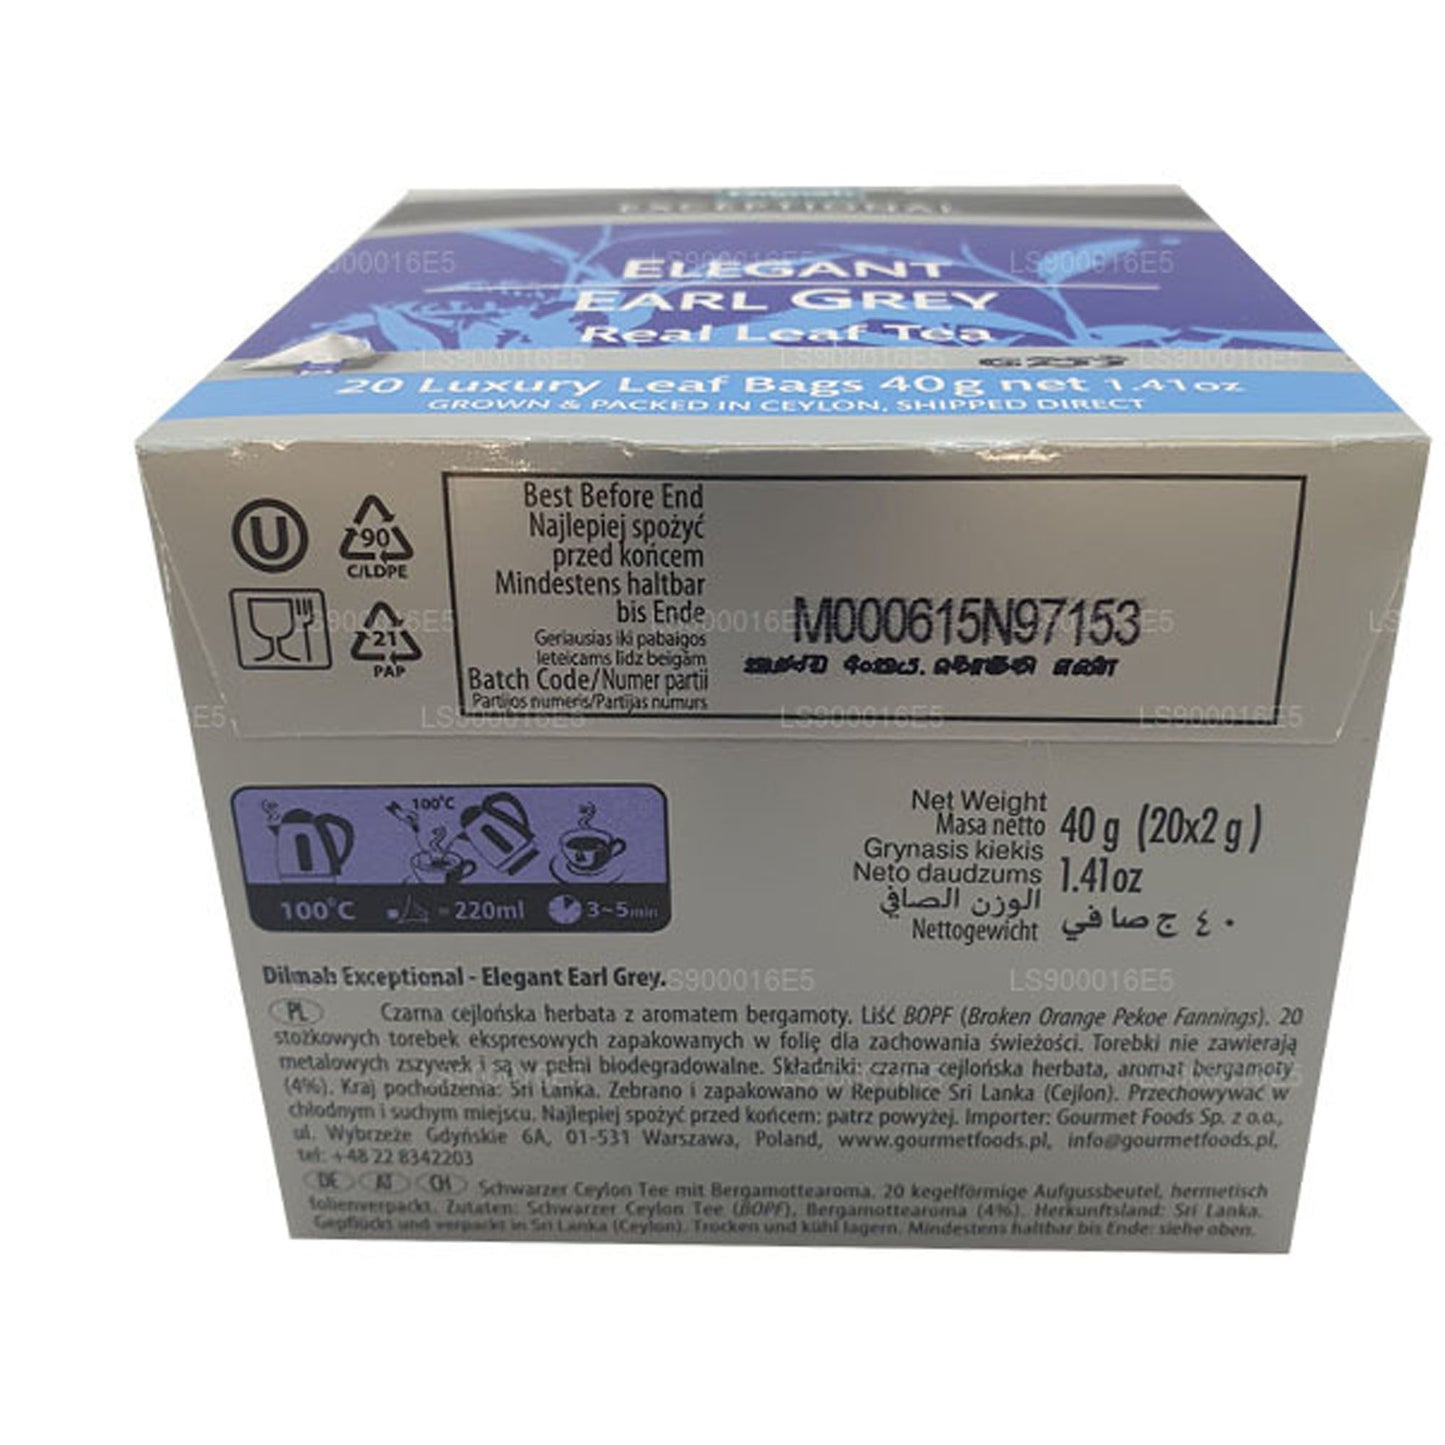 Dilmah
EXCEPTIONAL
ELEGANT
EARL GREY
Real Leaf Tea
20 Luxury Leaf Bags 40g net 1.41oz
GROWN & PACKED IN CEYLON, SHIPPED DIRECT
U
90
C/LDPE
21
PAP
Best Before End
Najlepiej spożyć
przed końcem
Mindestens haltbar
bis Ende
Geriausias iki pabaigos
Ieteicams līdz beigām
Batch Code/Numer partii
Partijos numeris/Partijas numurs
M000615N97153
100°C
100°C = 220ml 3~5min
Net Weight
Masa netto
Grynasis kiekis
Neto daudzums
الوزن الصافي
Nettogewicht
40 g (20x2 g)
1.41oz
٤٠ ج صافي
Dilmah Exceptional - Elegant Earl Grey.
PL Czarna cejlońska herbata z aromatem bergamoty. Liść BOPF (Broken Orange Pekoe Fannings). 20
stożkowych torebek ekspresowych zapakowanych w folię dla zachowania świeżości. Torebki nie zawierają
metalowych zszywek i są w pełni biodegradowalne. Składniki: czarna cejlońska herbata, aromat bergamoty
(4%). Kraj pochodzenia: Sri Lanka. Zebrano i zapakowano w Republice Sri Lanka (Cejlon). Przechowywać w
chłodnym i suchym miejscu. Najlepiej spożyć przed końcem: patrz powyżej. Importer: Gourmet Foods Sp. z o.o.,
ul. Wybrzeże Gdyńskie 6A, 01-531 Warszawa, Poland, www.gourmetfoods.pl, info@gourmetfoods.pl,
tel: +48 22 8342203
DE AT CH Schwarzer Ceylon Tee mit Bergamottearoma. 20 kegelförmige Aufgussbeutel, hermetisch
folienverpackt. Zutaten: Schwarzer Ceylon Tee (BOPF), Bergamottearoma (4%). Herkunftsland: Sri Lanka.
Gepflückt und verpackt in Sri Lanka (Ceylon). Trocken und kühl lagern. Mindestens haltbar bis Ende: siehe oben.
LS900016E5